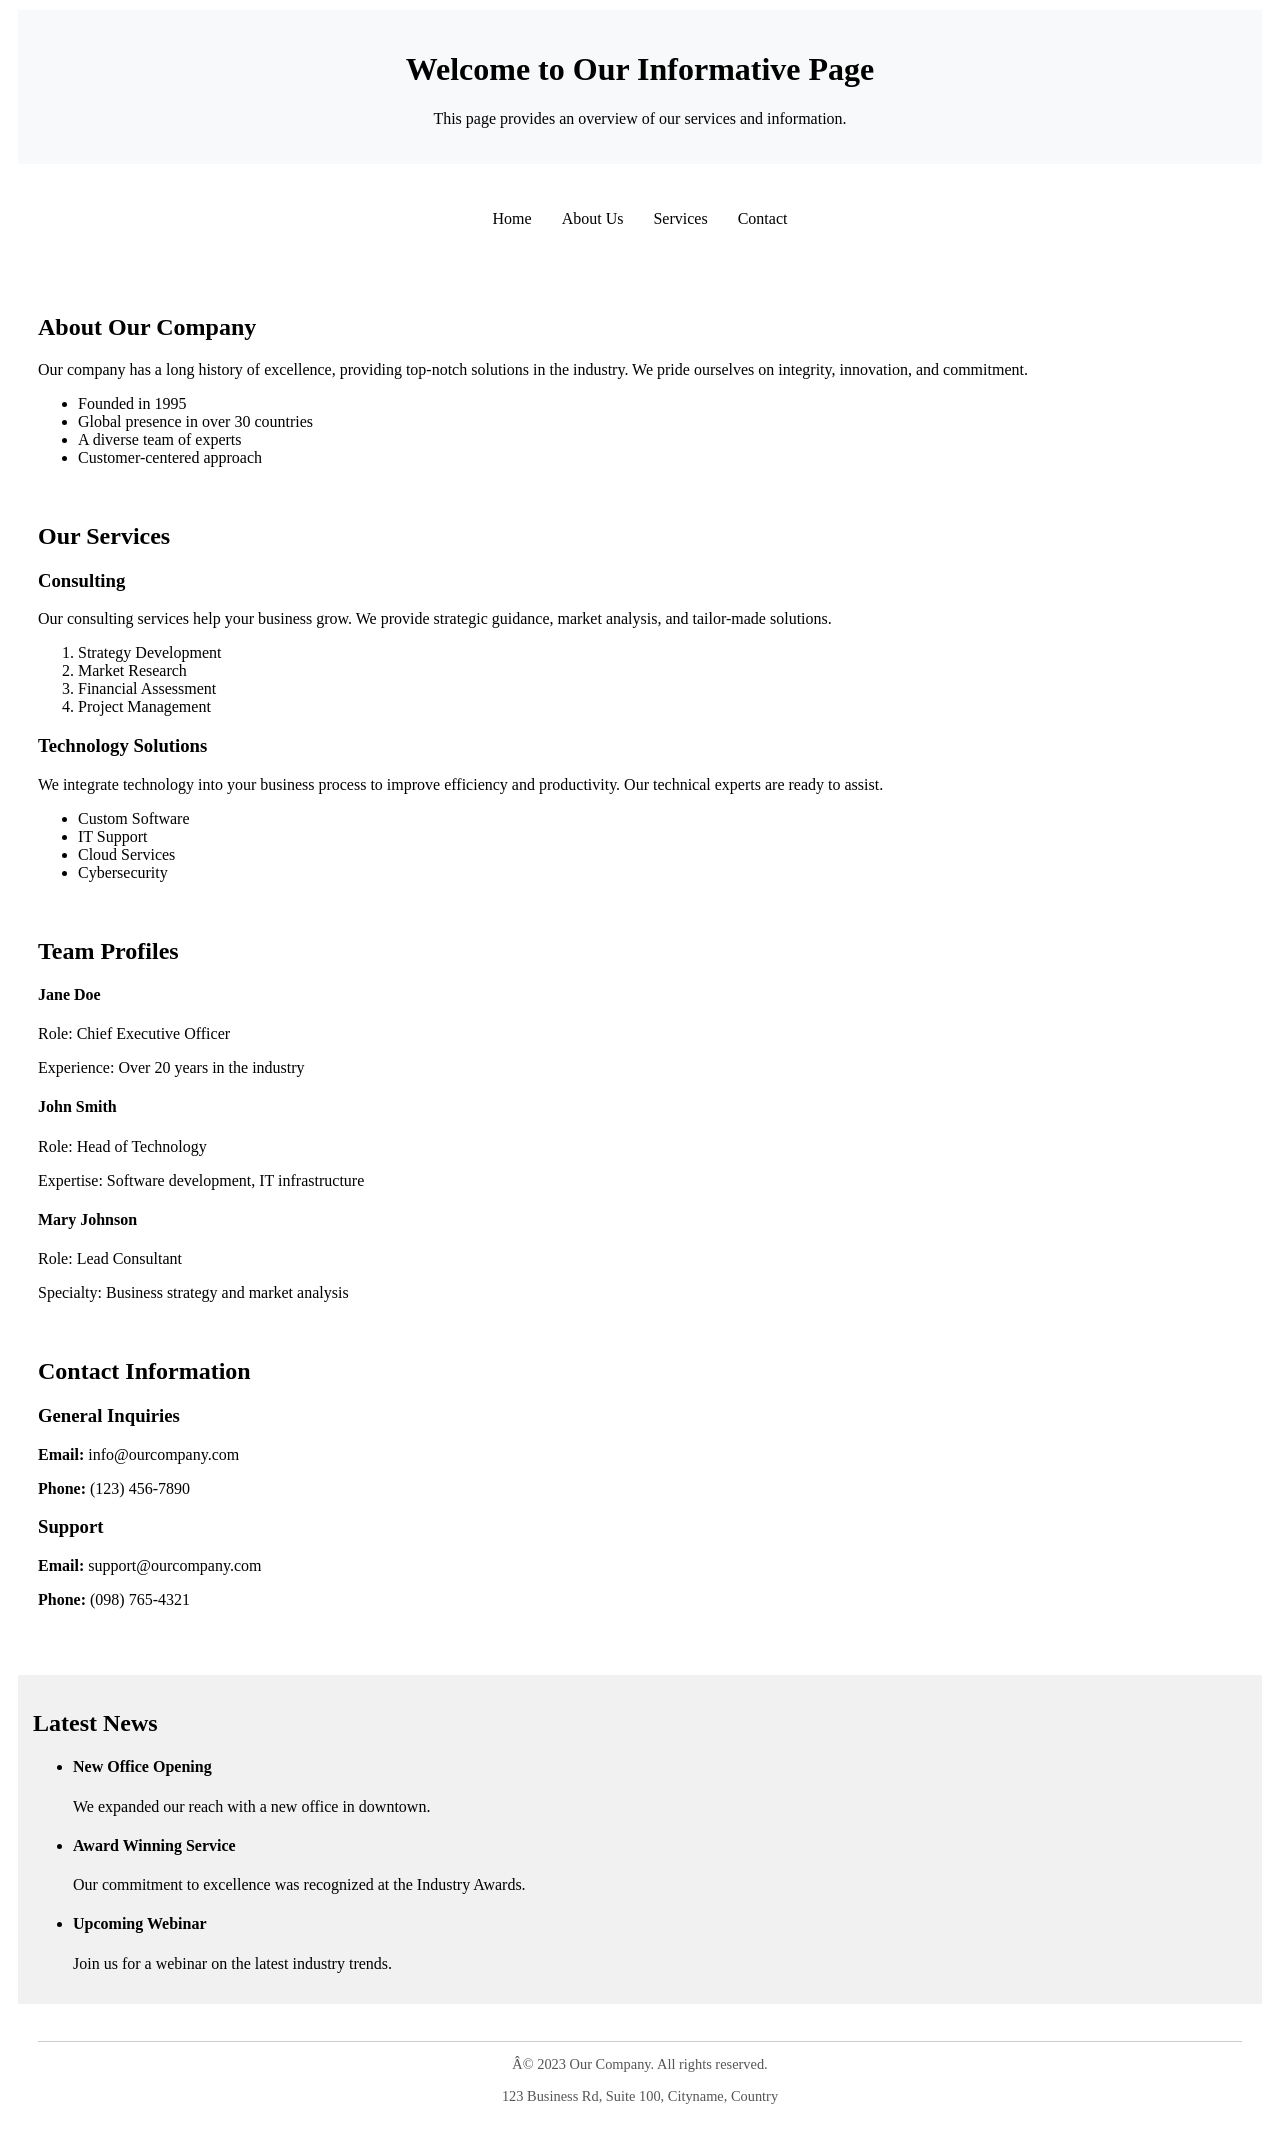 Welcome to Our Informative Page
This page provides an overview of our services and information.
Home About Us Services Contact
About Our Company
Our company has a long history of excellence, providing top-notch solutions in the industry. We pride ourselves on integrity, innovation, and commitment.
• Founded in 1995
• Global presence in over 30 countries
• A diverse team of experts
• Customer-centered approach
Our Services
Consulting
Our consulting services help your business grow. We provide strategic guidance, market analysis, and tailor-made solutions.
1. Strategy Development
2. Market Research
3. Financial Assessment
4. Project Management
Technology Solutions
We integrate technology into your business process to improve efficiency and productivity. Our technical experts are ready to assist.
• Custom Software
• IT Support
• Cloud Services
• Cybersecurity
Team Profiles
Jane Doe
Role: Chief Executive Officer
Experience: Over 20 years in the industry
John Smith
Role: Head of Technology
Expertise: Software development, IT infrastructure
Mary Johnson
Role: Lead Consultant
Specialty: Business strategy and market analysis
Contact Information
General Inquiries
Email: info@ourcompany.com
Phone: (123) 456-7890
Support
Email: support@ourcompany.com
Phone: (098) 765-4321
Latest News
• New Office Opening
We expanded our reach with a new office in downtown.
• Award Winning Service
Our commitment to excellence was recognized at the Industry Awards.
• Upcoming Webinar
Join us for a webinar on the latest industry trends.
Â© 2023 Our Company. All rights reserved.
123 Business Rd, Suite 100, Cityname, Country